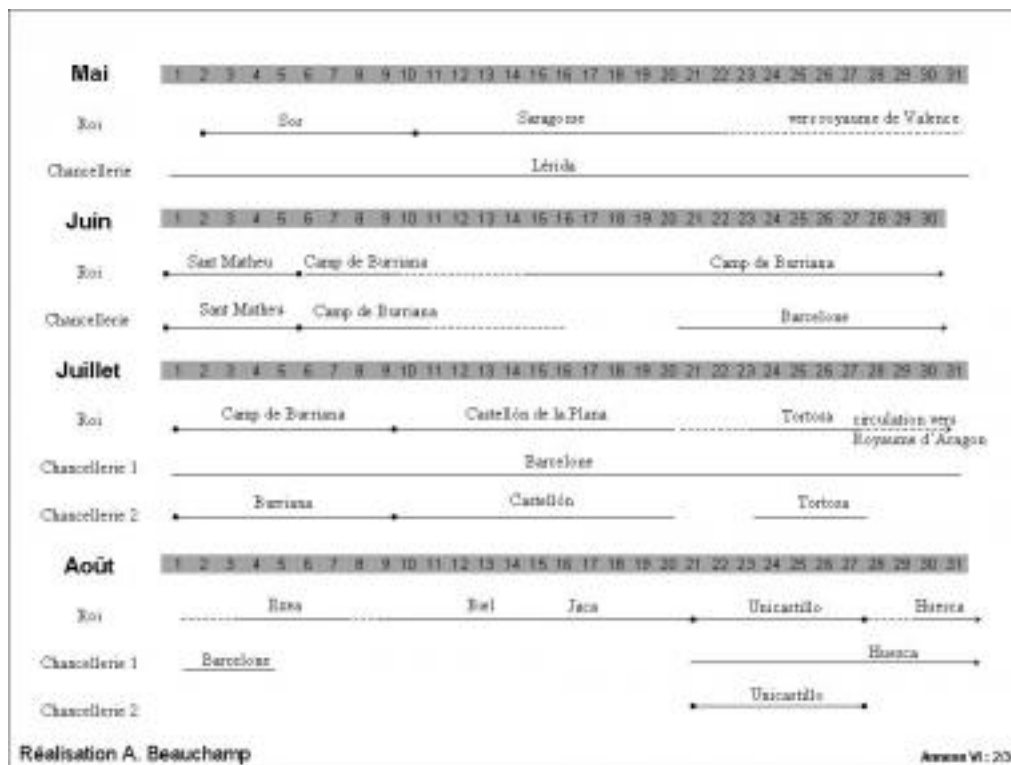 Mai 1 2 3 4 5 6 7 8 9 10 11 12 13 14 15 16 17 18 19 20 21 22 23 24 25 26 27 28 29 30 31
Roi Sos Saragosse vers royaume de Valence
Chancellerie Lérida
Juin 1 2 3 4 5 6 7 8 9 10 11 12 13 14 15 16 17 18 19 20 21 22 23 24 25 26 27 28 29 30
Roi Sant Matheu Camp de Burriana Camp de Burriana
Chancellerie Sant Matheu Camp de Burriana Barcelone
Juillet 1 2 3 4 5 6 7 8 9 10 11 12 13 14 15 16 17 18 19 20 21 22 23 24 25 26 27 28 29 30 31
Roi Camp de Burriana Castellón de la Plana Tortosa circulation vers
Royaume d'Aragon
Chancellerie 1 Barcelone
Chancellerie 2 Burriana Castellón Tortosa
Août 1 2 3 4 5 6 7 8 9 10 11 12 13 14 15 16 17 18 19 20 21 22 23 24 25 26 27 28 29 30 31
Roi Biel Jaca Unicastillo Huesca
Chancellerie 1 Barcelone Huesca
Chancellerie 2 Unicastillo
Réalisation A. Beauchamp Annexe VI : 2/3